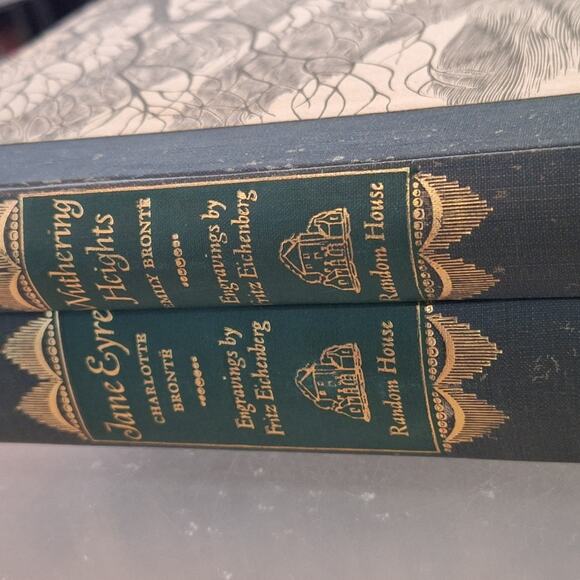 Wuthering
Heights
EMILY BRONTË
Engravings by
Fritz Eichenberg
Random House
Jane Eyre
CHARLOTTE
BRONTË
Engravings by
Fritz Eichenberg
Random House